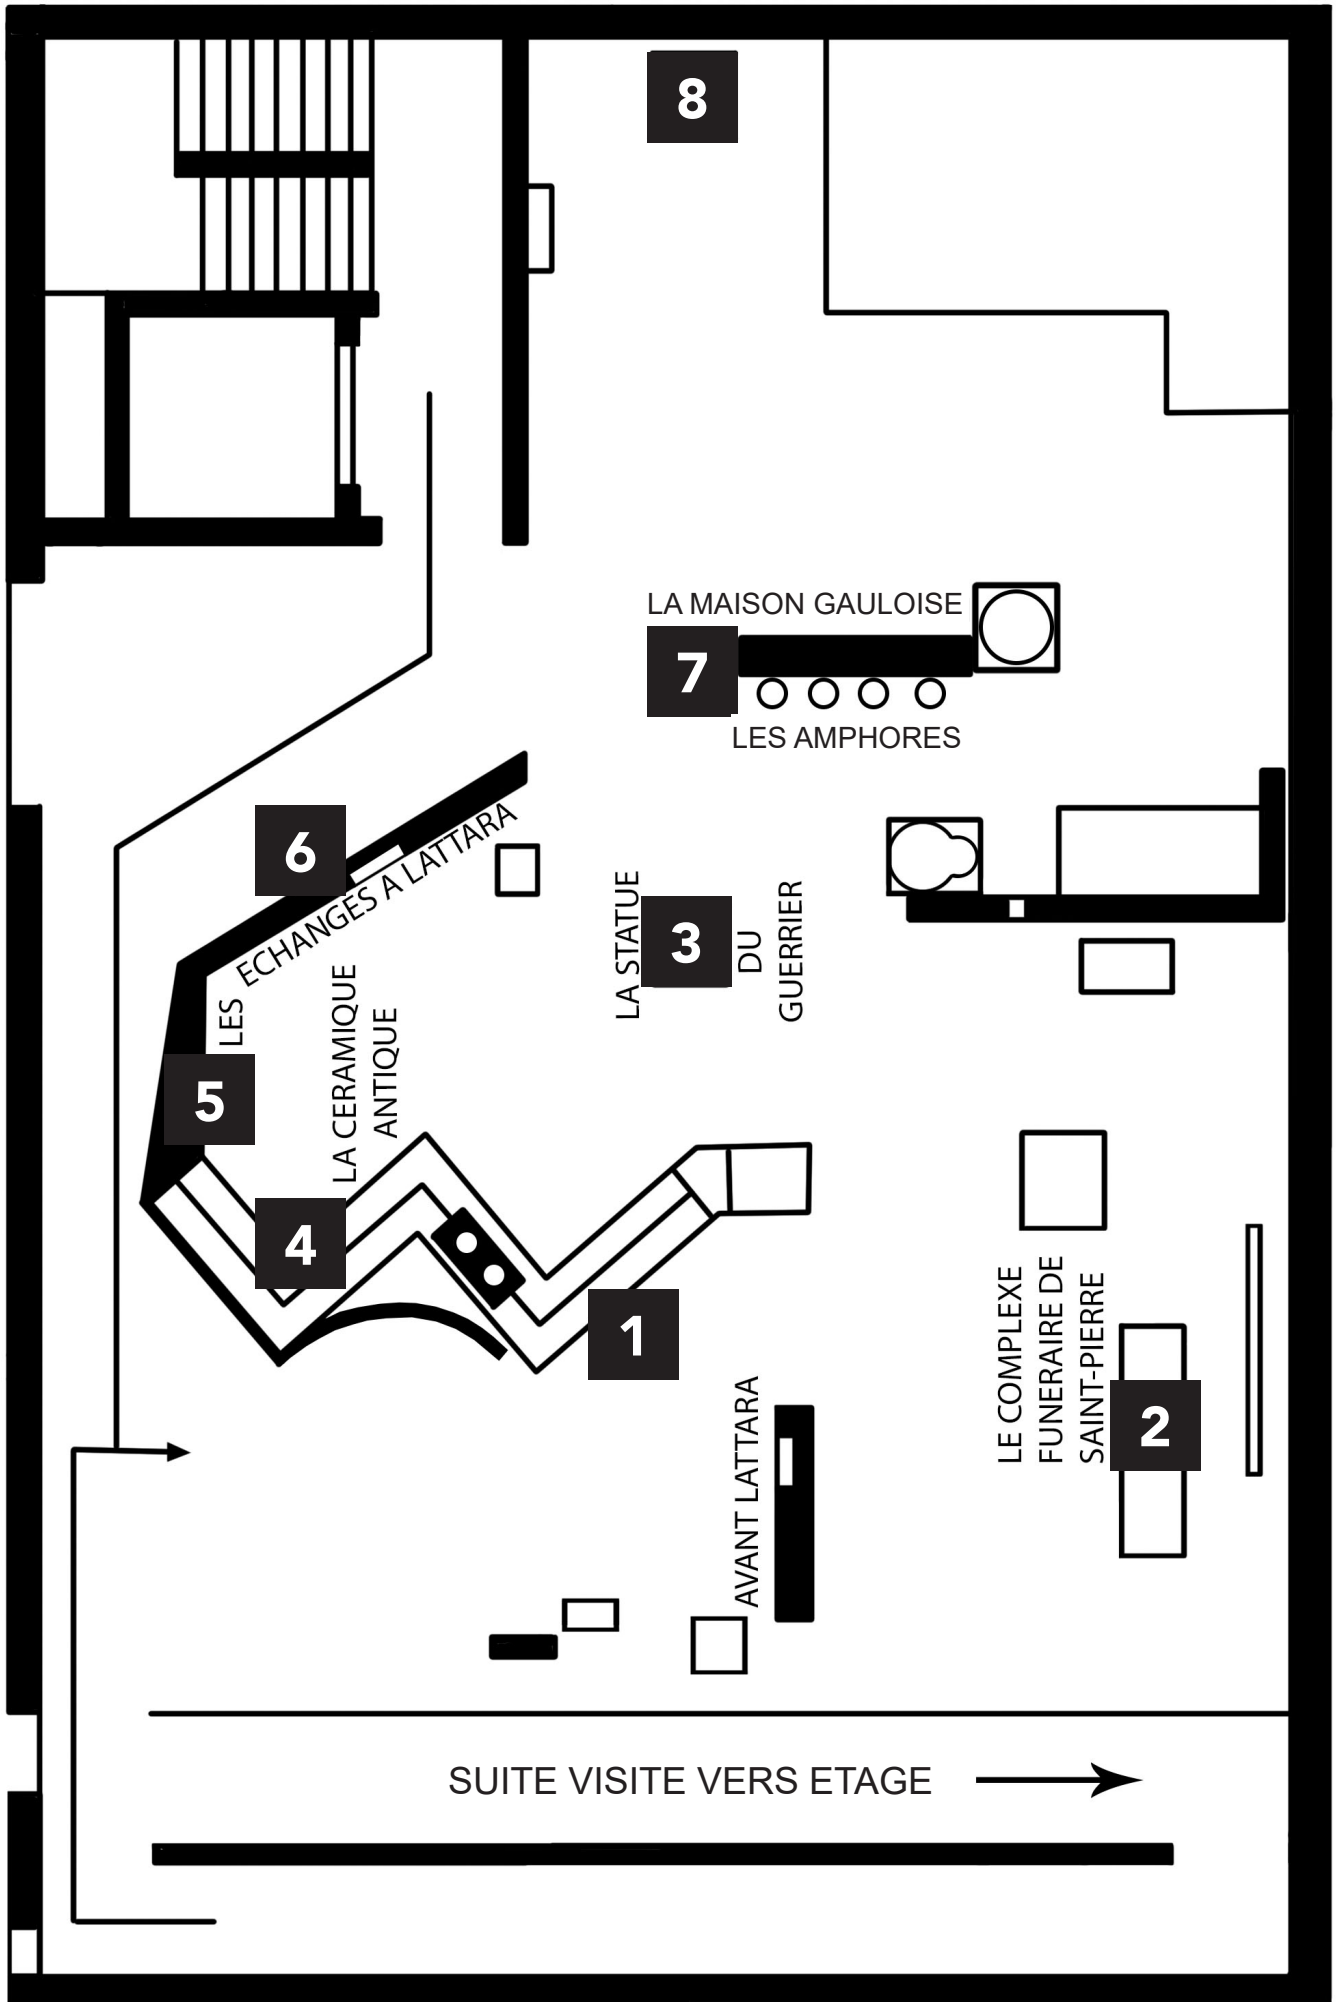 8
LA MAISON GAULOISE
7
LES AMPHORES
6
LES ECHANGES A LATTARA
LA STATUE
3
DU
GUERRIER
5
LA CERAMIQUE
ANTIQUE
4
1
AVANT LATTARA
LE COMPLEXE
FUNERAIRE DE
SAINT-PIERRE
2
SUITE VISITE VERS ETAGE